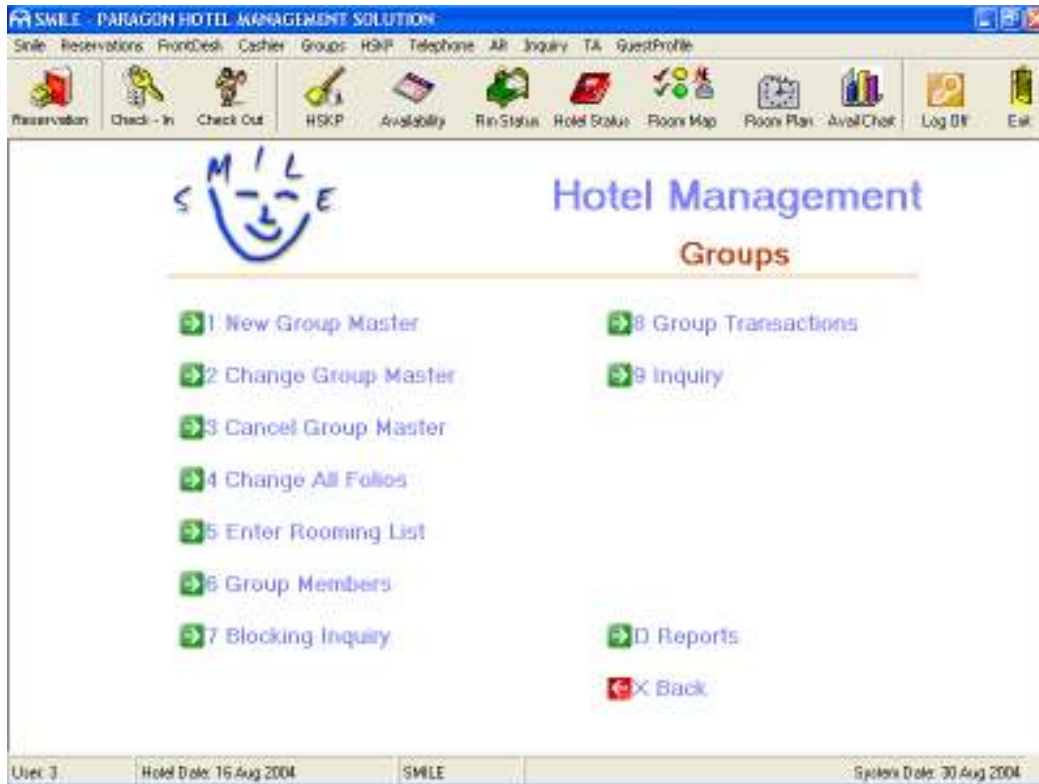 SMILE - PARAGON HOTEL MANAGEMENT SOLUTION
Smile Reservations FrontDesk Cashier Groups HSKP Telephone AR Inquiry TA GuestProfile
Reservation Check - In Check Out HSKP Availability Rm Status Hotel Status Room Map Room Plan Avail Chart Log Off Exit
S M I L E
Hotel Management
Groups
1 New Group Master
2 Change Group Master
3 Cancel Group Master
4 Change All Folios
5 Enter Rooming List
6 Group Members
7 Blocking Inquiry
8 Group Transactions
9 Inquiry
D Reports
X Back
User: 3 Hotel Date: 16 Aug 2004 SMILE System Date: 30 Aug 2004